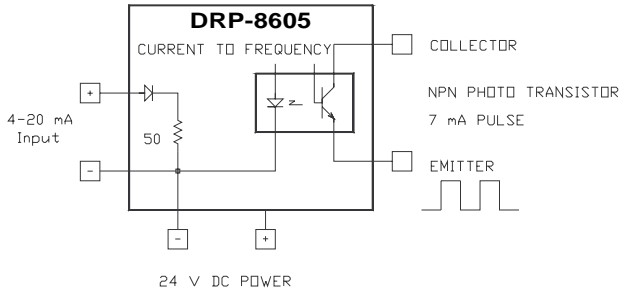 DRP-8605
CURRENT TO FREQUENCY
COLLECTOR
+
NPN PHOTO TRANSISTOR
4-20 mA
Input
7 mA PULSE
50
-
EMITTER
-
+
24 V DC POWER